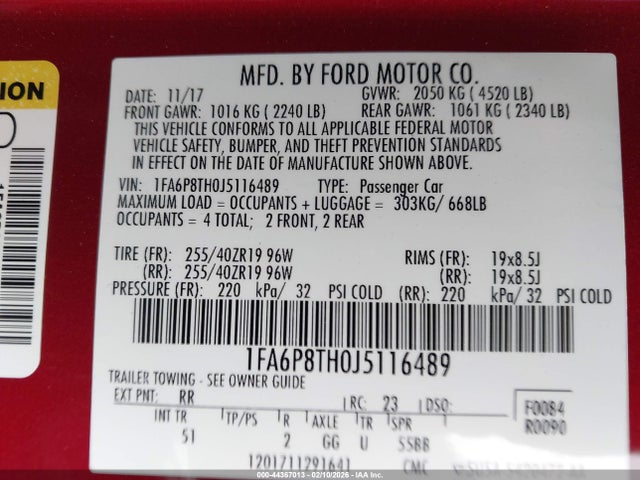 MFD. BY FORD MOTOR CO.
DATE: 11/17 GVWR: 2050 KG ( 4520 LB)
FRONT GAWR: 1016 KG ( 2240 LB) REAR GAWR: 1061 KG ( 2340 LB)
THIS VEHICLE CONFORMS TO ALL APPLICABLE FEDERAL MOTOR
VEHICLE SAFETY, BUMPER, AND THEFT PREVENTION STANDARDS
IN EFFECT ON THE DATE OF MANUFACTURE SHOWN ABOVE.
VIN: 1FA6P8TH0J5116489 TYPE: Passenger Car
MAXIMUM LOAD = OCCUPANTS + LUGGAGE = 303KG/ 668LB
OCCUPANTS = 4 TOTAL; 2 FRONT, 2 REAR
TIRE (FR): 255/40ZR19 96W RIMS (FR): 19x8.5J
(RR): 255/40ZR19 96W (RR): 19x8.5J
PRESSURE (FR): 220 kPa/ 32 PSI COLD (RR): 220 kPa/ 32 PSI COLD
1FA6P8TH0J5116489
TRAILER TOWING - SEE OWNER GUIDE
EXT PNT: RR RC: 23 DSO: F0084
R0090
INT TR TP/PS R AXLE TR SPR
51 2 GG U 5SBB
1201711291641 CMC
000-44367013 - 02/10/2026 - IAA Inc.